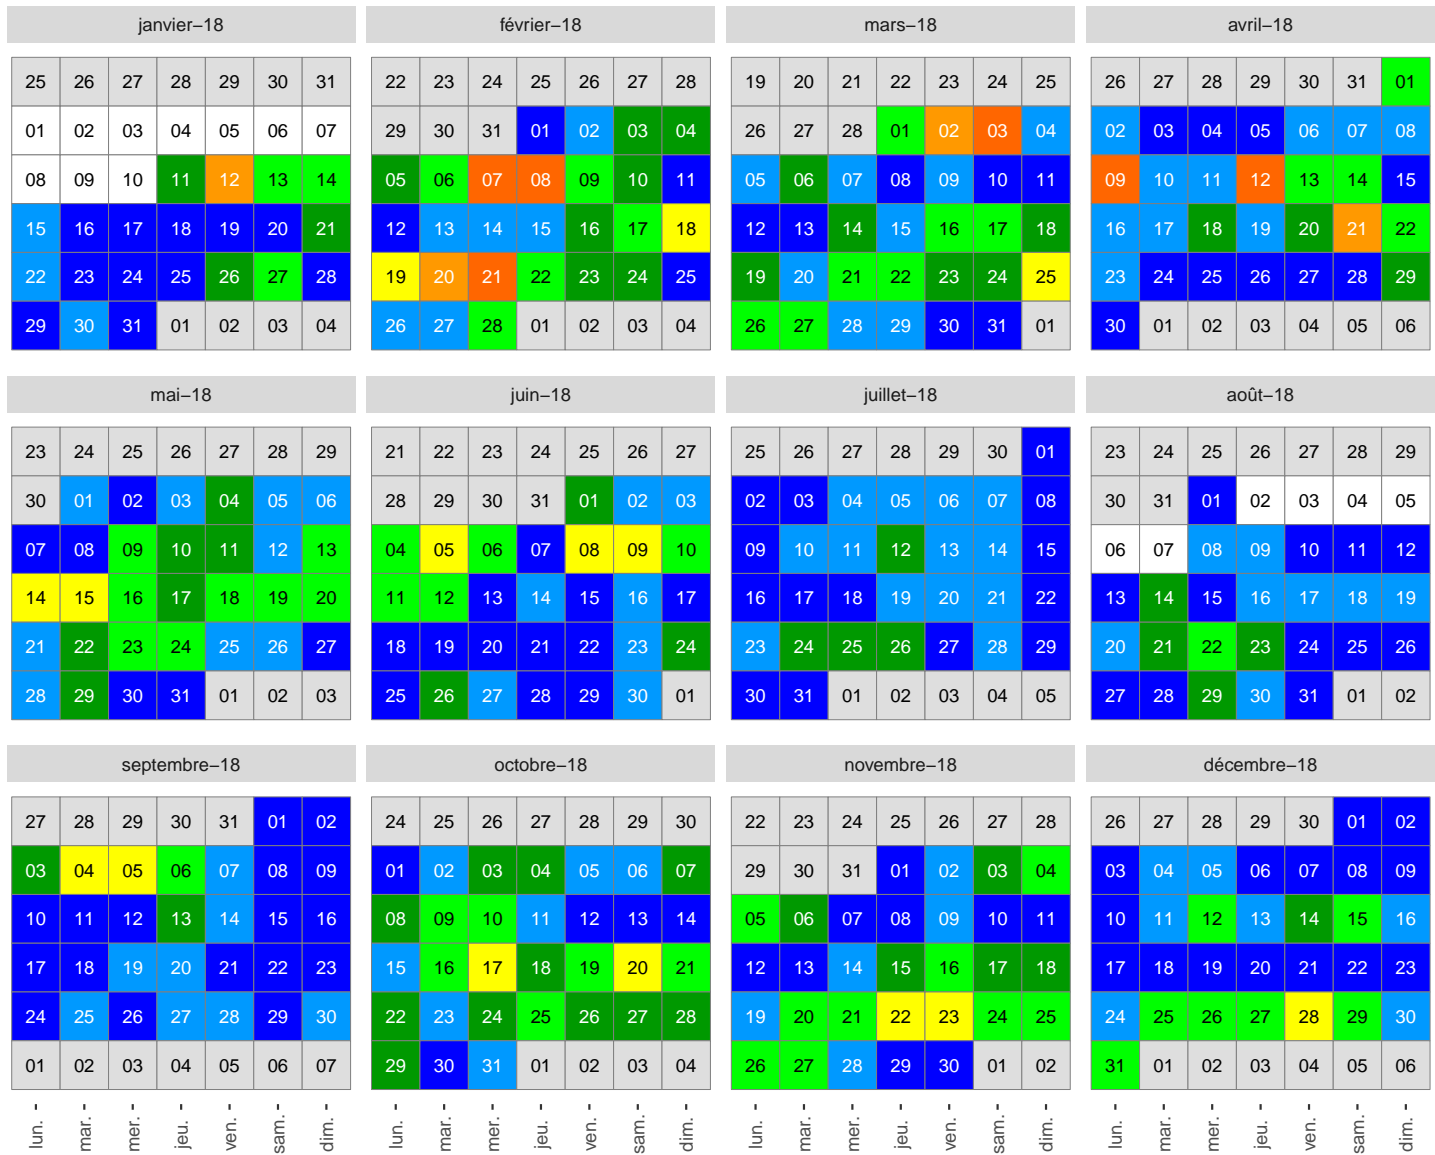 janvier–18 février–18 mars–18 avril–18
25 26 27 28 29 30 31 22 23 24 25 26 27 28 19 20 21 22 23 24 25 26 27 28 29 30 31 01
01 02 03 04 05 06 07 29 30 31 01 02 03 04 26 27 28 01 02 03 04 02 03 04 05 06 07 08
08 09 10 11 12 13 14 05 06 07 08 09 10 11 05 06 07 08 09 10 11 09 10 11 12 13 14 15
15 16 17 18 19 20 21 12 13 14 15 16 17 18 12 13 14 15 16 17 18 16 17 18 19 20 21 22
22 23 24 25 26 27 28 19 20 21 22 23 24 25 19 20 21 22 23 24 25 23 24 25 26 27 28 29
29 30 31 01 02 03 04 26 27 28 01 02 03 04 26 27 28 29 30 31 01 30 01 02 03 04 05 06
mai–18 juin–18 juillet–18 août–18
23 24 25 26 27 28 29 21 22 23 24 25 26 27 25 26 27 28 29 30 01 23 24 25 26 27 28 29
30 01 02 03 04 05 06 28 29 30 31 01 02 03 02 03 04 05 06 07 08 30 31 01 02 03 04 05
07 08 09 10 11 12 13 04 05 06 07 08 09 10 09 10 11 12 13 14 15 06 07 08 09 10 11 12
14 15 16 17 18 19 20 11 12 13 14 15 16 17 16 17 18 19 20 21 22 13 14 15 16 17 18 19
21 22 23 24 25 26 27 18 19 20 21 22 23 24 23 24 25 26 27 28 29 20 21 22 23 24 25 26
28 29 30 31 01 02 03 25 26 27 28 29 30 01 30 31 01 02 03 04 05 27 28 29 30 31 01 02
septembre–18 octobre–18 novembre–18 décembre–18
27 28 29 30 31 01 02 24 25 26 27 28 29 30 22 23 24 25 26 27 28 26 27 28 29 30 01 02
03 04 05 06 07 08 09 01 02 03 04 05 06 07 29 30 31 01 02 03 04 03 04 05 06 07 08 09
10 11 12 13 14 15 16 08 09 10 11 12 13 14 05 06 07 08 09 10 11 10 11 12 13 14 15 16
17 18 19 20 21 22 23 15 16 17 18 19 20 21 12 13 14 15 16 17 18 17 18 19 20 21 22 23
24 25 26 27 28 29 30 22 23 24 25 26 27 28 19 20 21 22 23 24 25 24 25 26 27 28 29 30
01 02 03 04 05 06 07 29 30 31 01 02 03 04 26 27 28 29 30 01 02 31 01 02 03 04 05 06
lun. mar. mer. jeu. ven. sam. dim. lun. mar. mer. jeu. ven. sam. dim. lun. mar. mer. jeu. ven. sam. dim. lun. mar. mer. jeu. ven. sam. dim.